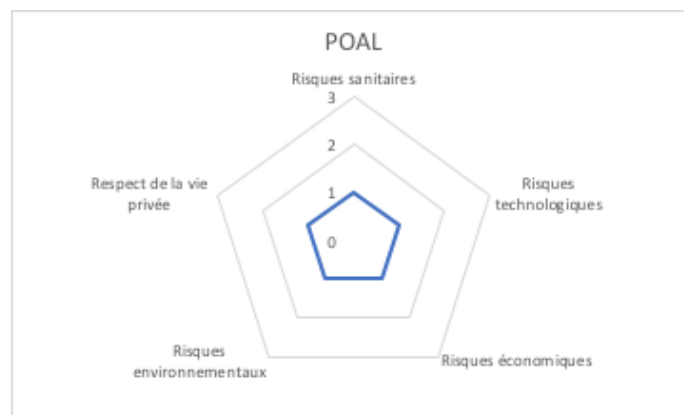 POAL
Risques sanitaires
3
2
1
0
Respect de la vie
privée
Risques
technologiques
Risques
environnementaux
Risques économiques